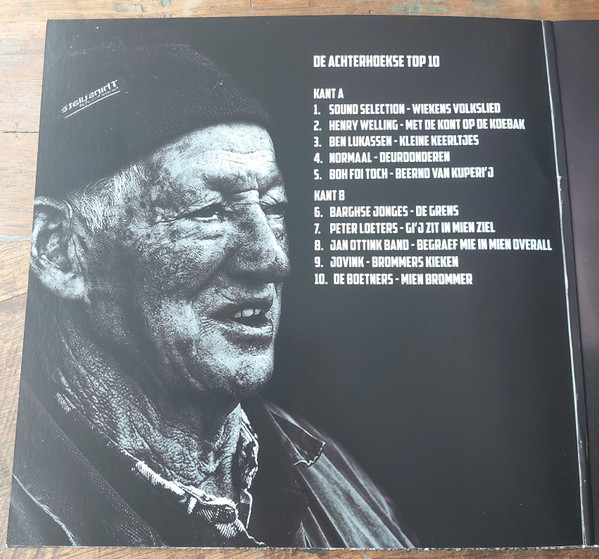 Thinsulate
DE ACHTERHOEKSE TOP 10
KANT A
1. SOUND SELECTION - WIEKENS VOLKSLIED
2. HENRY WELLING - MET DE KONT OP DE KOEBAK
3. BEN LUKASSEN - KLEINE KEERLTJES
4. NORMAAL - DEURDONDEREN
5. BOH FOI TOCH - BEERND VAN KUPERI'J
KANT B
6. BARGHSE JONGES - DE GRENS
7. PETER LOETERS - GI'J ZIT IN MIEN ZIEL
8. JAN OTTINK BAND - BEGRAEF MIE IN MIEN OVERALL
9. JOVINK - BROMMERS KIEKEN
10. DE BOETNERS - MIEN BROMMER